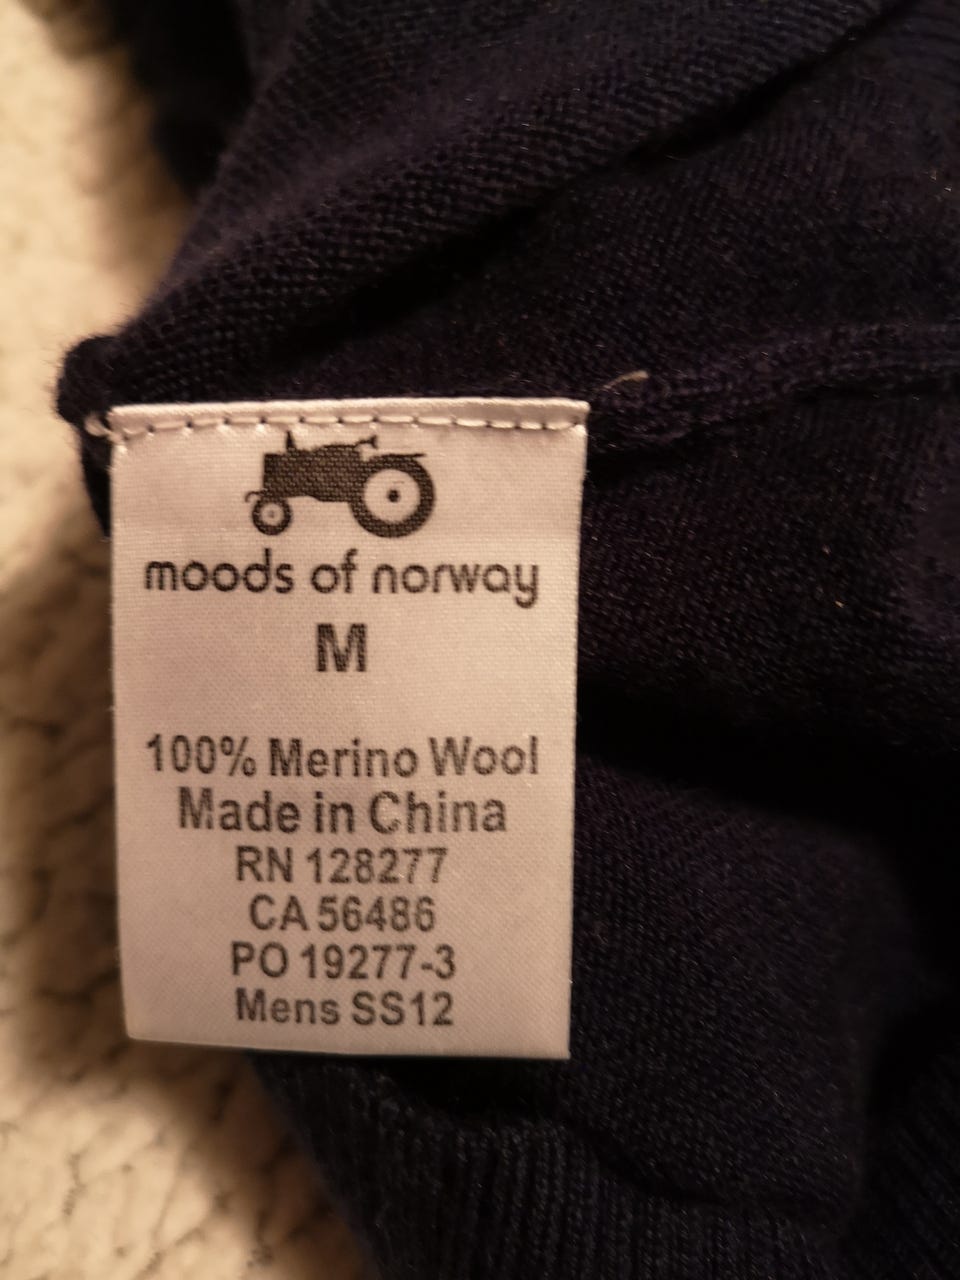 moods of norway
M
100% Merino Wool
Made in China
RN 128277
CA 56486
PO 19277-3
Mens SS12